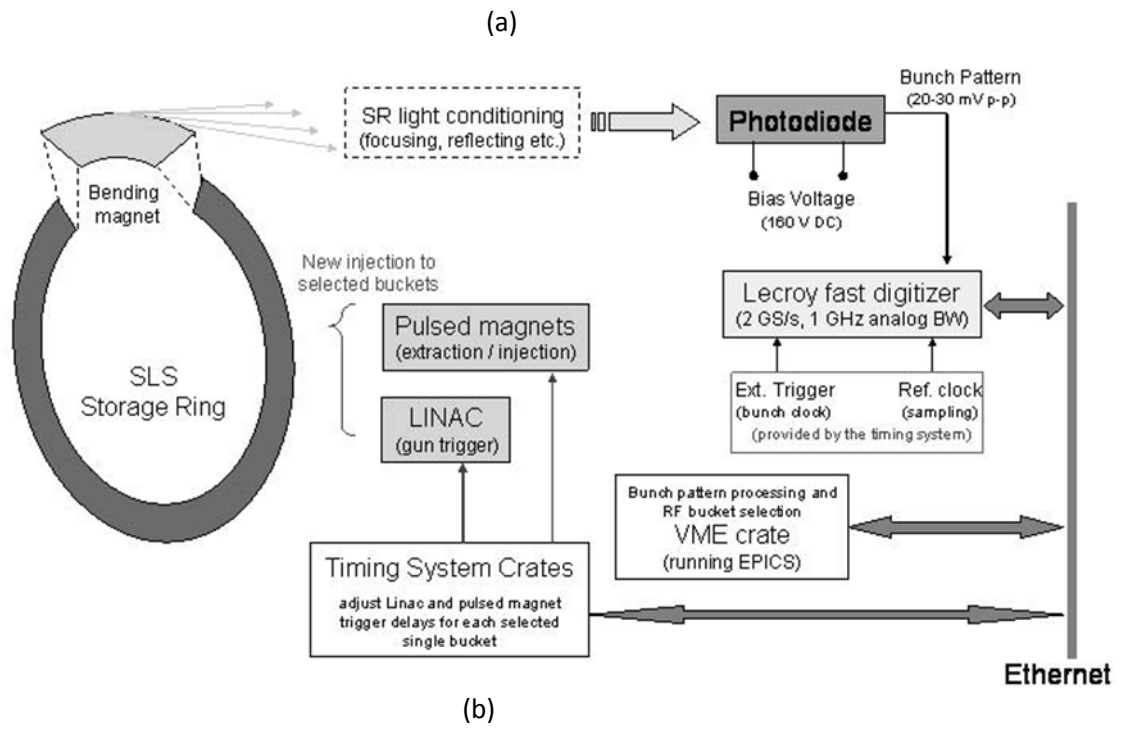 (a)
SR light conditioning
(focusing, reflecting etc.)
Photodiode
Bunch Pattern
(20-30 mV p-p)
Bending
magnet
Bias Voltage
(160 V DC)
New injection to
selected buckets
Lecroy fast digitizer
(2 GS/s, 1 GHz analog BW)
Pulsed magnets
(extraction / injection)
SLS
Storage Ring
Ext. Trigger
(bunch clock)
Ref. clock
(sampling)
(provided by the timing system)
LINAC
(gun trigger)
Bunch pattern processing and
RF bucket selection
VME crate
(running EPICS)
Timing System Crates
adjust Linac and pulsed magnet
trigger delays for each selected
single bucket
Ethernet
(b)